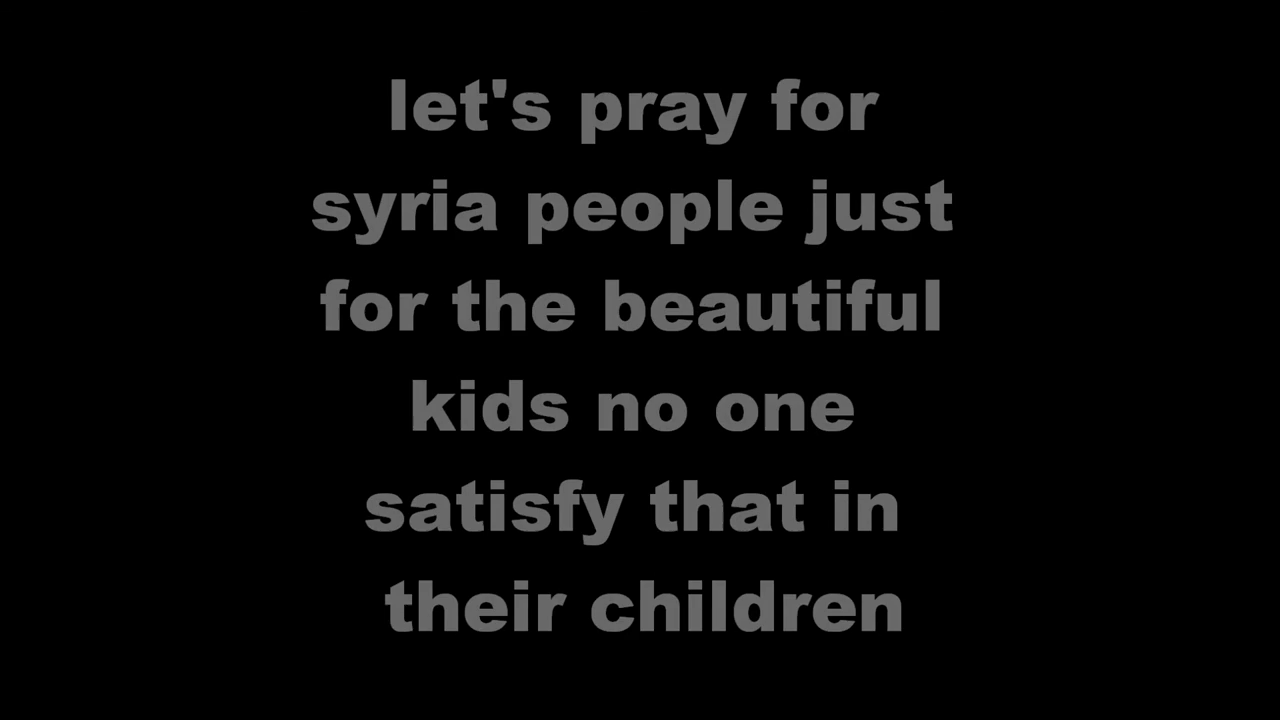 let's pray for
syria people just
for the beautiful
kids no one
satisfy that in
their children